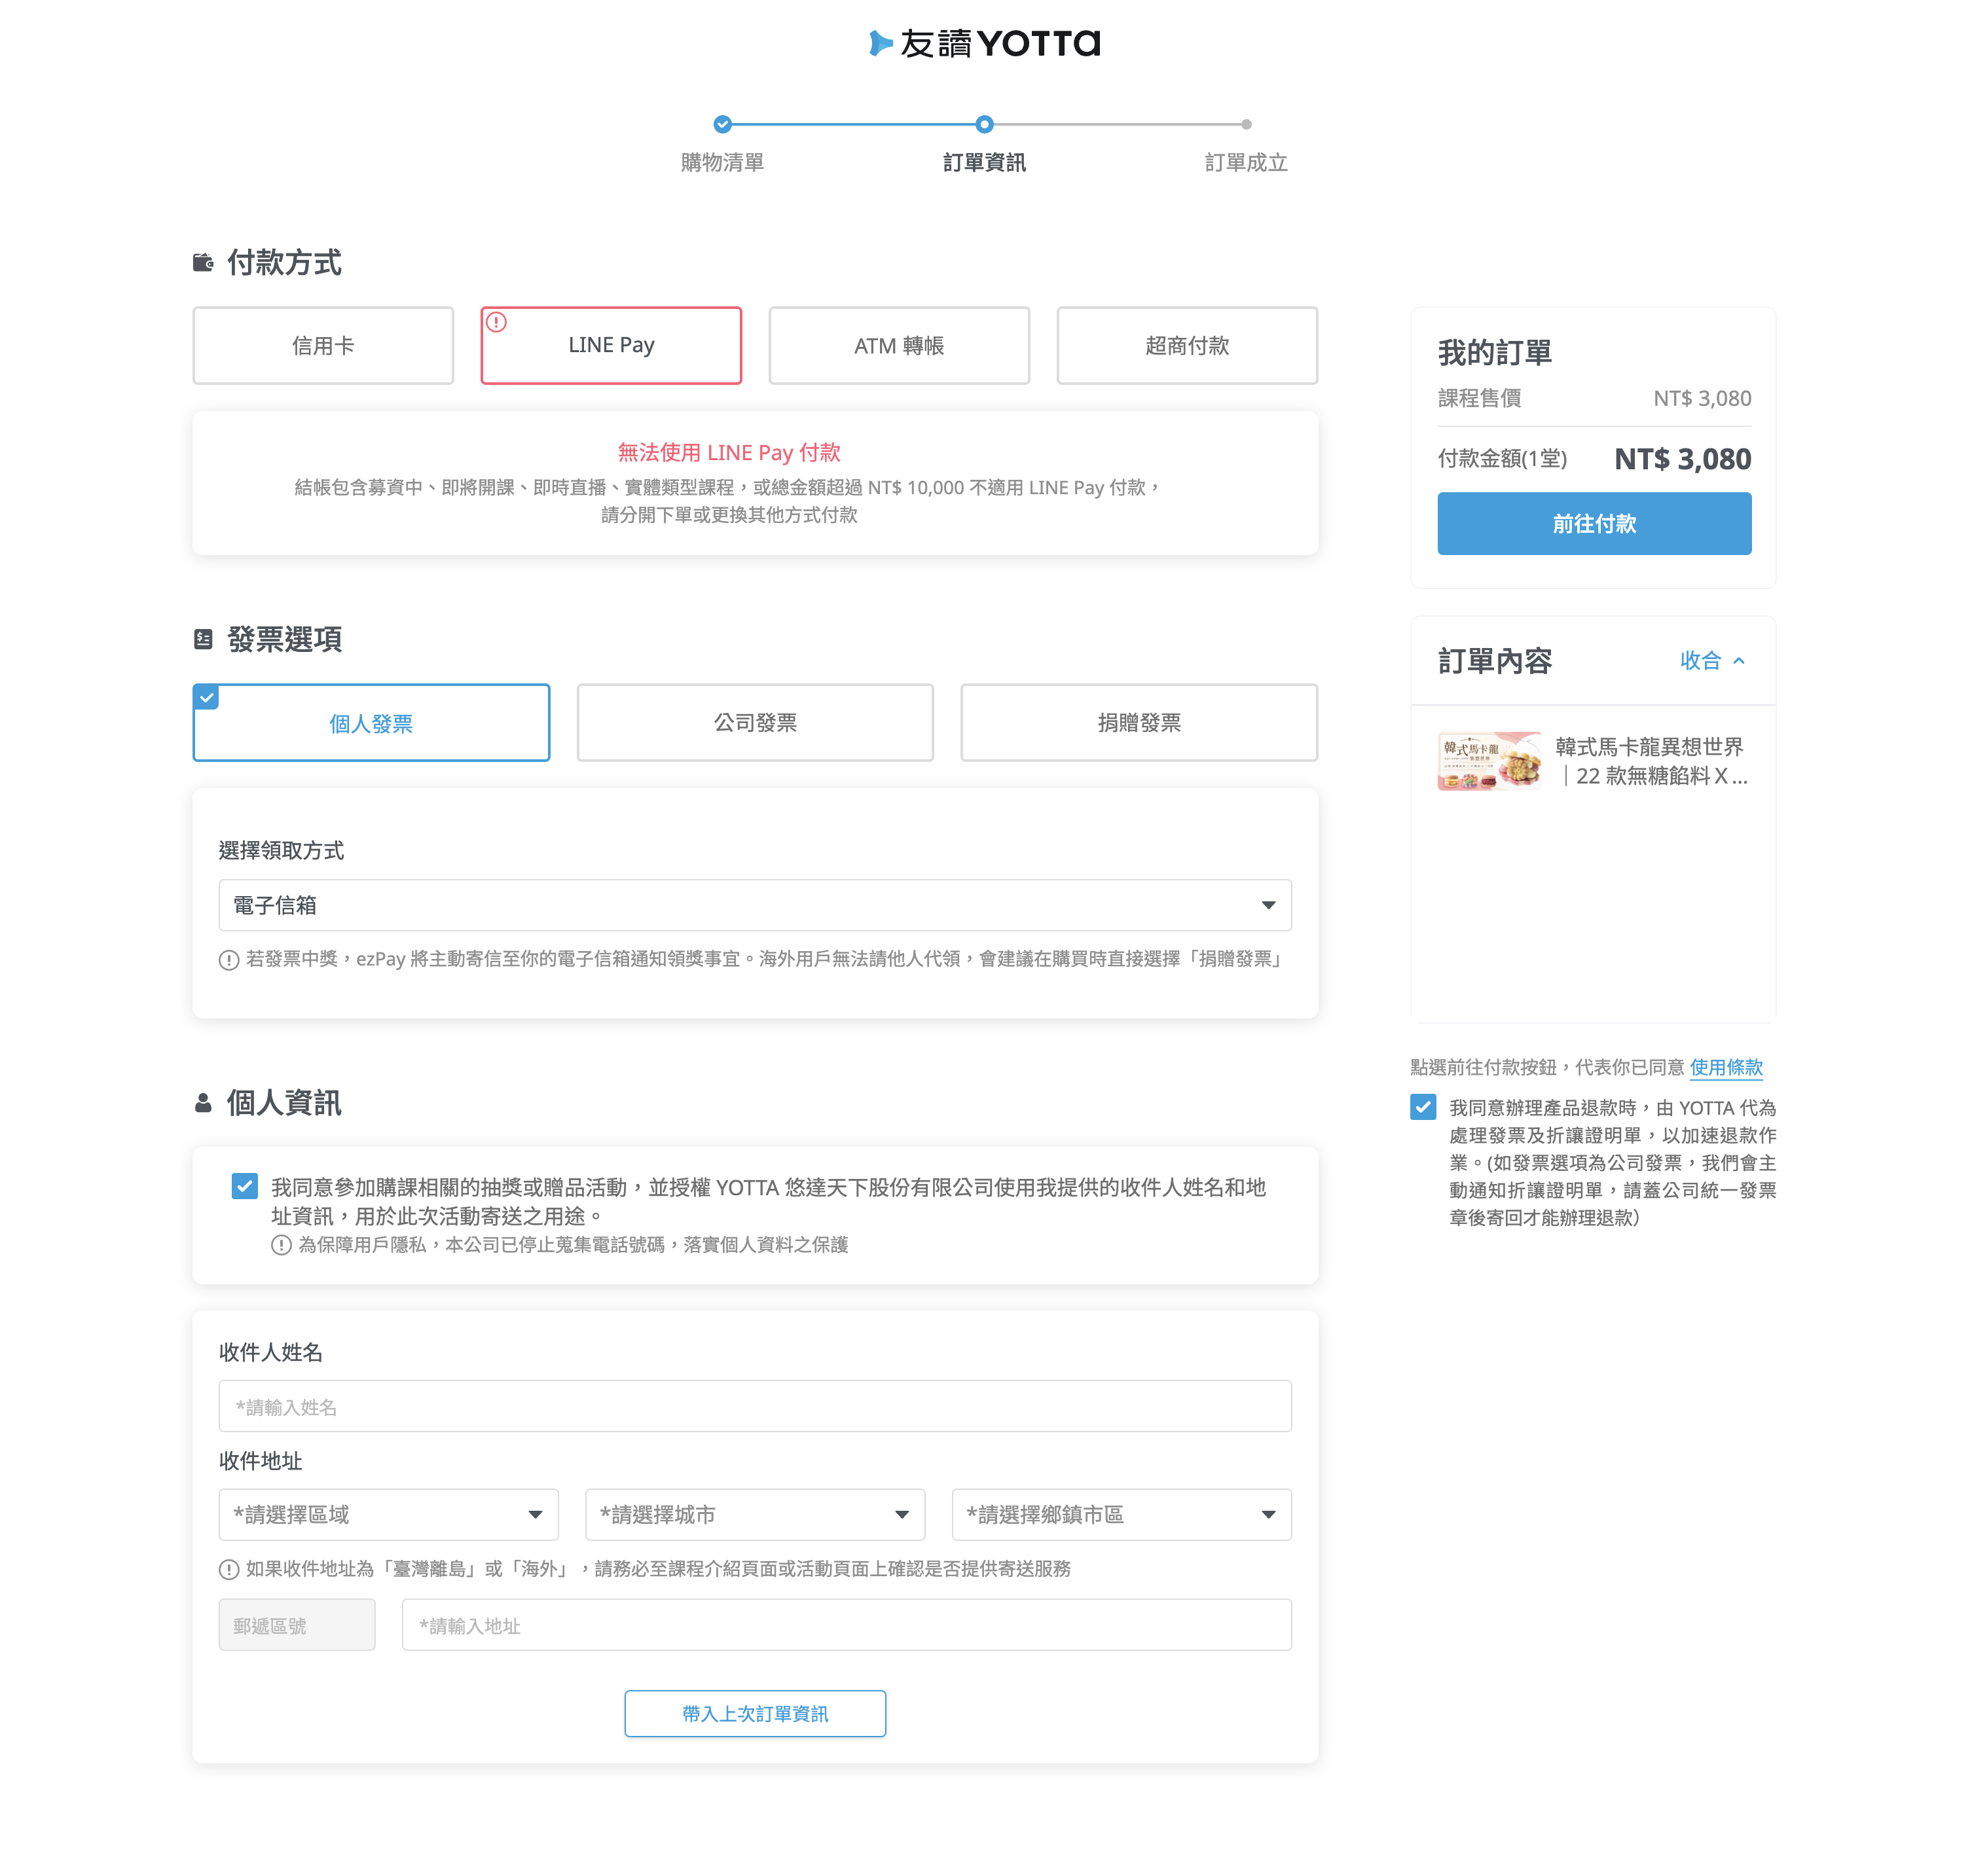 友讀YOTTA
購物清單
訂單資訊
訂單成立
付款方式
信用卡
LINE Pay
ATM 轉帳
超商付款
無法使用 LINE Pay 付款
結帳包含募資中、即將開課、即時直播、實體類型課程，或總金額超過 NT$ 10,000 不適用 LINE Pay 付款，
請分開下單或更換其他方式付款
發票選項
個人發票
公司發票
捐贈發票
選擇領取方式
電子信箱
若發票中獎，ezPay 將主動寄信至你的電子信箱通知領獎事宜。海外用戶無法請他人代領，會建議在購買時直接選擇「捐贈發票」
個人資訊
我同意參加購課相關的抽獎或贈品活動，並授權 YOTTA 悠達天下股份有限公司使用我提供的收件人姓名和地
址資訊，用於此次活動寄送之用途。
為保障用戶隱私，本公司已停止蒐集電話號碼，落實個人資料之保護
收件人姓名
*請輸入姓名
收件地址
*請選擇區域
*請選擇城市
*請選擇鄉鎮市區
如果收件地址為「臺灣離島」或「海外」，請務必至課程介紹頁面或活動頁面上確認是否提供寄送服務
郵遞區號
*請輸入地址
帶入上次訂單資訊
我的訂單
課程售價 NT$ 3,080
付款金額(1堂) NT$ 3,080
前往付款
訂單內容
收合
韓式馬卡龍
韓式馬卡龍異想世界
｜22 款無糖餡料 X ...
點選前往付款按鈕，代表你已同意 使用條款
我同意辦理產品退款時，由 YOTTA 代為
處理發票及折讓證明單，以加速退款作
業。(如發票選項為公司發票，我們會主
動通知折讓證明單，請蓋公司統一發票
章後寄回才能辦理退款)